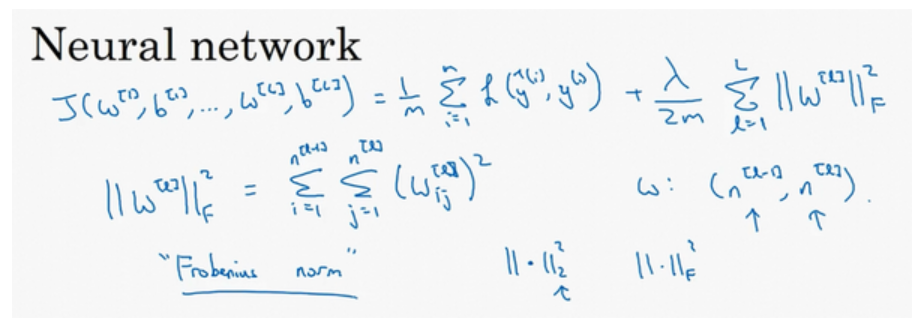 Neural network
J(w^[1], b^[1], ..., w^[L], b^[L]) = 1/m Σ_{i=1}^{n} L(ŷ^(i), y^(i)) + λ/2m Σ_{l=1}^{L} ||w^[l]||_F^2
||w^[l]||_F^2 = Σ_{i=1}^{n^[l-1]} Σ_{j=1}^{n^[l]} (w_ij^[l])^2 w: (n^[l-1], n^[l]).
↑ ↑
"Frobenius norm" ||·||_2^2 ||·||_F^2
↑